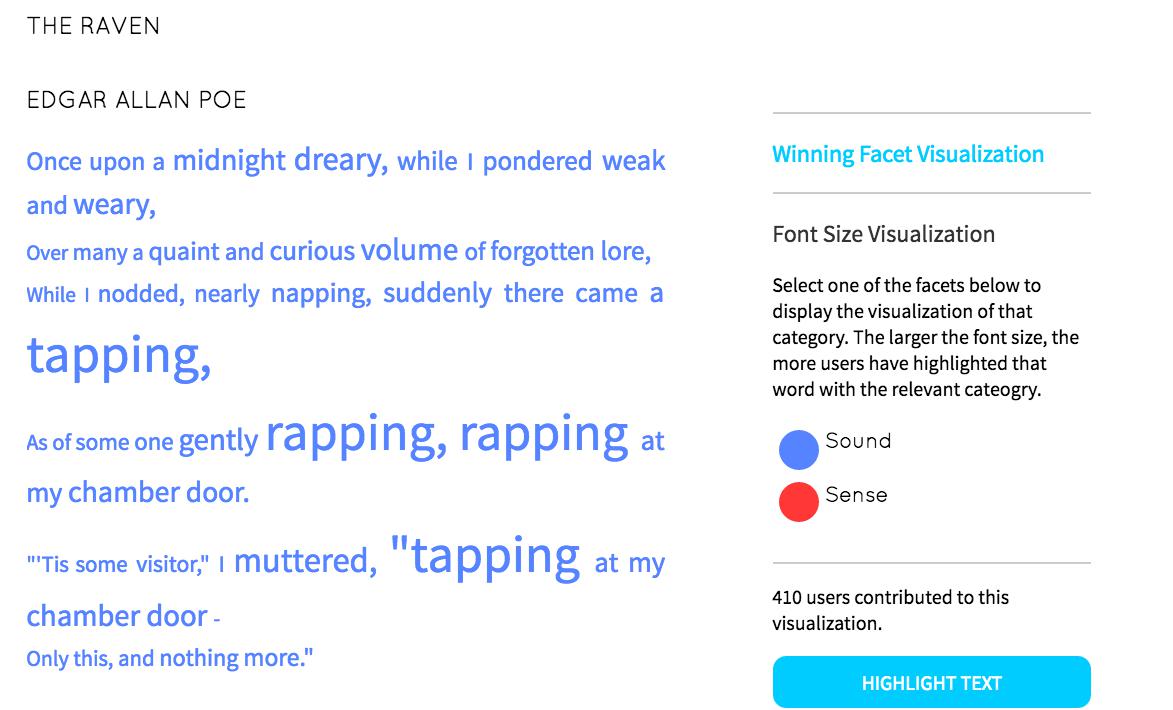 THE RAVEN
EDGAR ALLAN POE
Once upon a midnight dreary, while I pondered weak
and weary,
Over many a quaint and curious volume of forgotten lore,
While I nodded, nearly napping, suddenly there came a
tapping,
As of some one gently rapping, rapping at
my chamber door.
"'Tis some visitor," I muttered, "tapping at my
chamber door -
Only this, and nothing more."
Winning Facet Visualization
Font Size Visualization
Select one of the facets below to
display the visualization of that
category. The larger the font size, the
more users have highlighted that
word with the relevant cateogry.
Sound
Sense
410 users contributed to this
visualization.
HIGHLIGHT TEXT